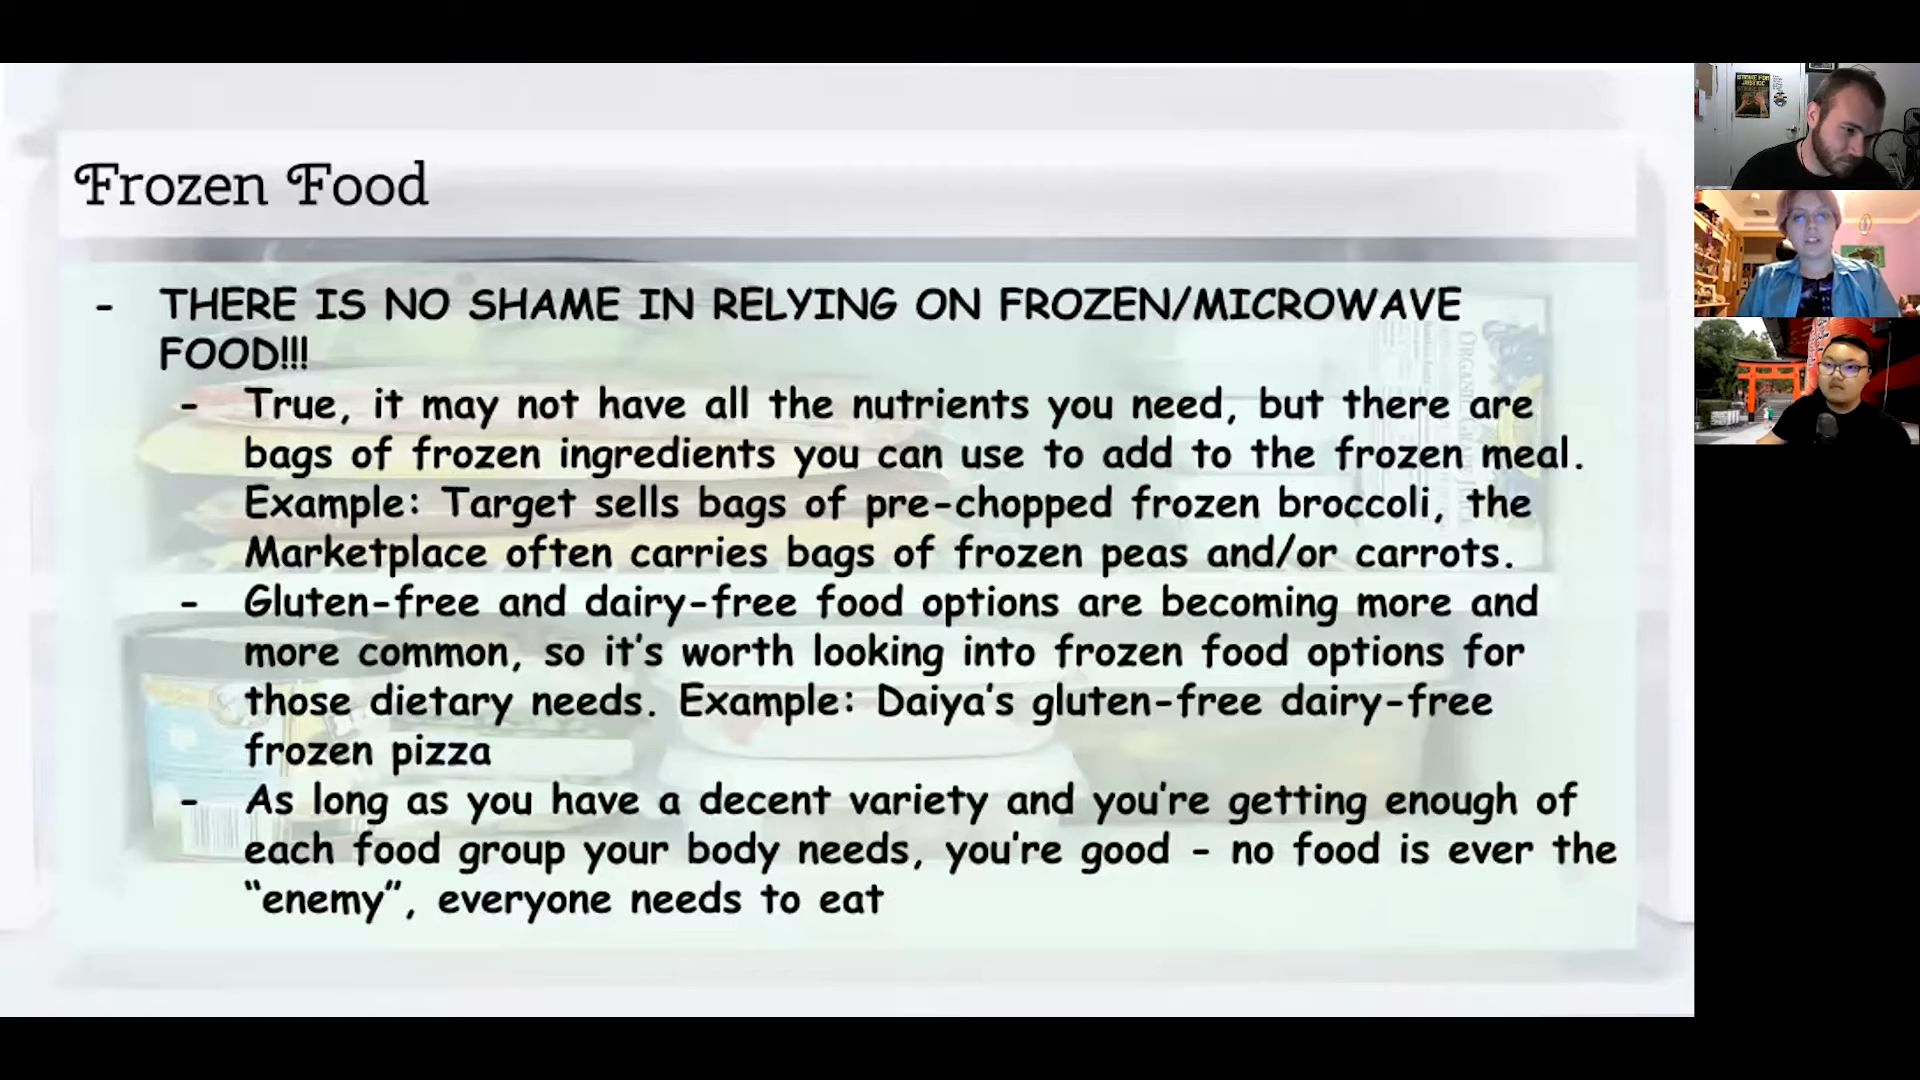 Frozen Food
- THERE IS NO SHAME IN RELYING ON FROZEN/MICROWAVE
FOOD!!!
- True, it may not have all the nutrients you need, but there are
bags of frozen ingredients you can use to add to the frozen meal.
Example: Target sells bags of pre-chopped frozen broccoli, the
Marketplace often carries bags of frozen peas and/or carrots.
- Gluten-free and dairy-free food options are becoming more and
more common, so it's worth looking into frozen food options for
those dietary needs. Example: Daiya's gluten-free dairy-free
frozen pizza
- As long as you have a decent variety and you're getting enough of
each food group your body needs, you're good - no food is ever the
“enemy”, everyone needs to eat
ORGANIC